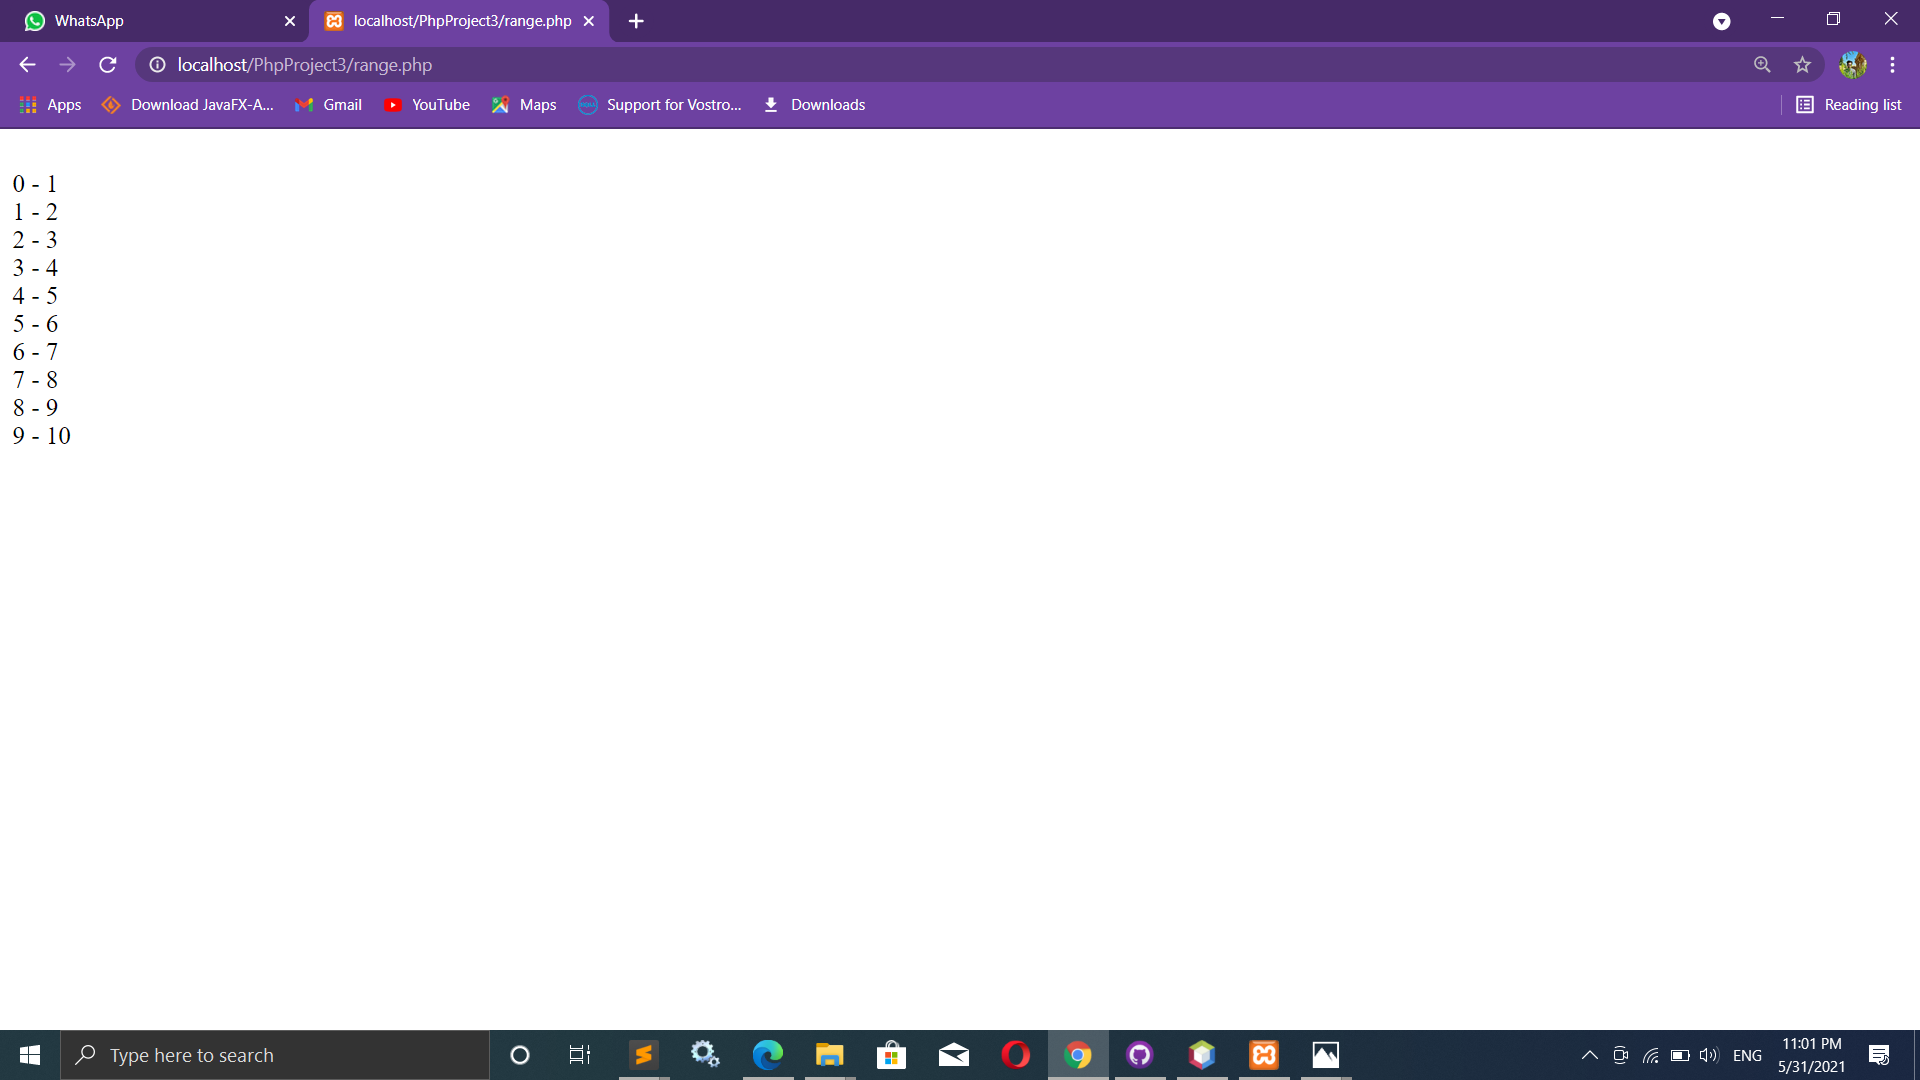 WhatsApp
localhost/PhpProject3/range.php
localhost/PhpProject3/range.php
Apps
Download JavaFX-A...
Gmail
YouTube
Maps
Support for Vostro...
Downloads
Reading list
0 - 1
1 - 2
2 - 3
3 - 4
4 - 5
5 - 6
6 - 7
7 - 8
8 - 9
9 - 10
Type here to search
ENG
11:01 PM
5/31/2021